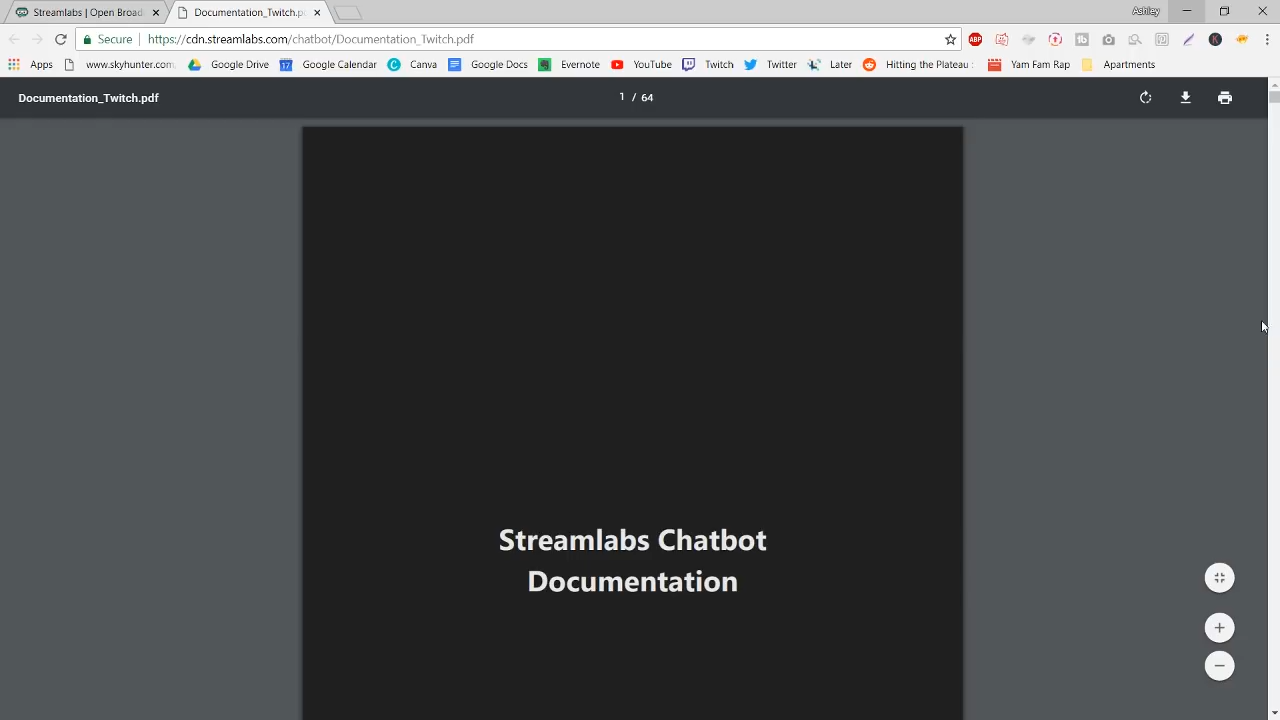 Streamlabs | Open Broad
Documentation_Twitch.p
Ashley
Secure
https://cdn.streamlabs.com/chatbot/Documentation_Twitch.pdf
ABP
Apps
www.skyhunter.com
Google Drive
17
Google Calendar
C
Canva
Google Docs
Evernote
YouTube
Twitch
Twitter
Later
Hitting the Plateau :
Yam Fam Rap
Apartments
Documentation_Twitch.pdf
1 / 64
Streamlabs Chatbot
Documentation